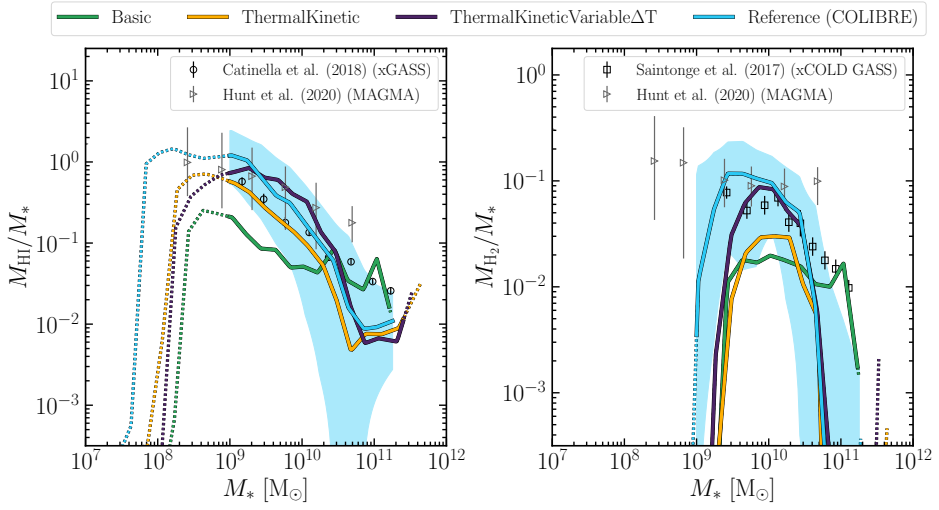 Basic
ThermalKinetic
ThermalKineticVariableΔT
Reference (COLIBRE)
Catinella et al. (2018) (xGASS)
Hunt et al. (2020) (MAGMA)
10¹
10⁰
10⁻¹
10⁻²
10⁻³
M_HI/M_*
10⁷ 10⁸ 10⁹ 10¹⁰ 10¹¹ 10¹²
M_* [M_⊙]
Saintonge et al. (2017) (xCOLD GASS)
Hunt et al. (2020) (MAGMA)
10⁰
10⁻¹
10⁻²
10⁻³
M_H₂/M_*
10⁷ 10⁸ 10⁹ 10¹⁰ 10¹¹ 10¹²
M_* [M_⊙]